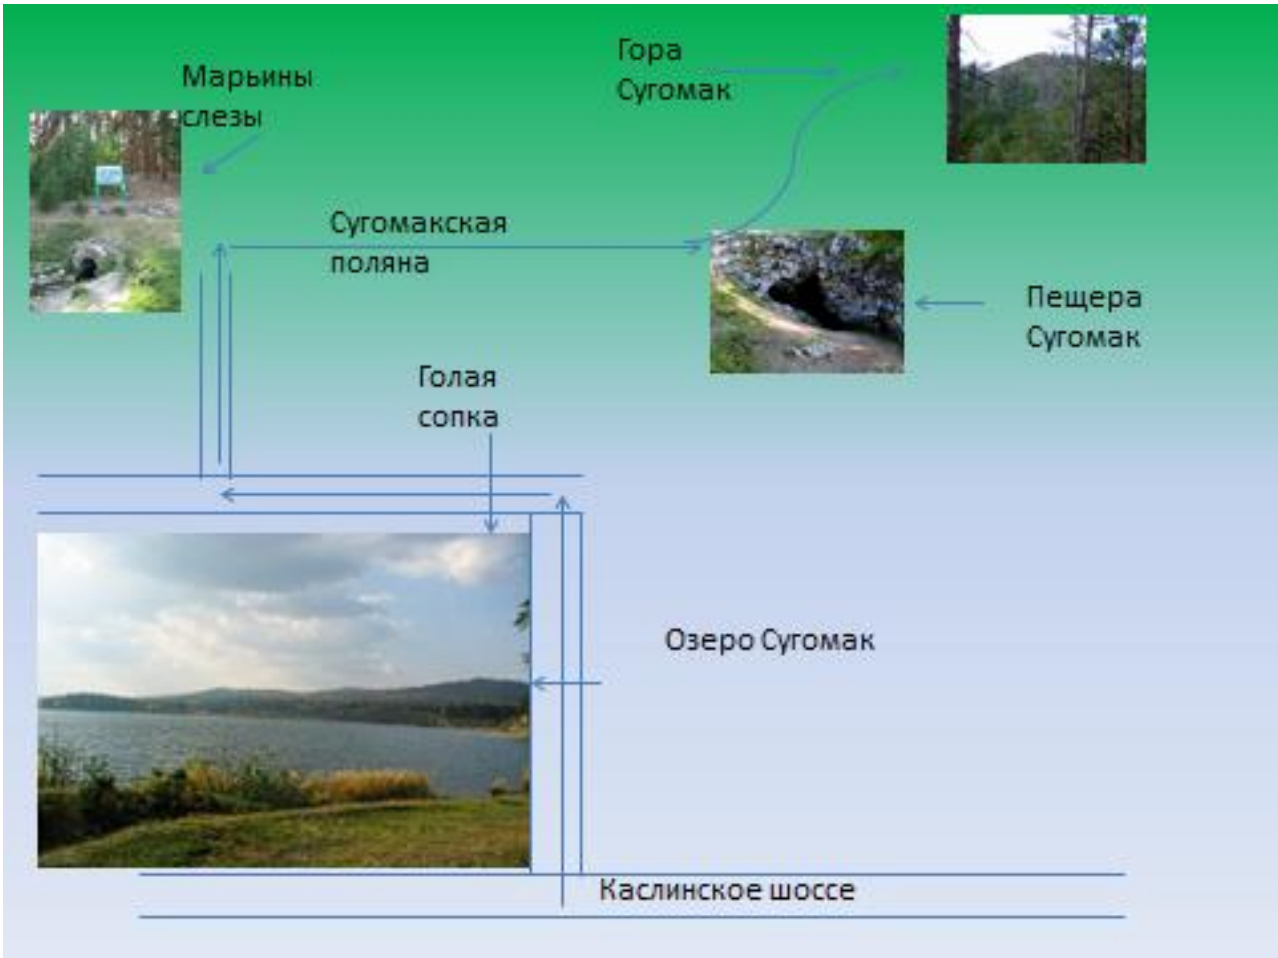 Марьины
слезы
Гора
Сугомак
Сугомакская
поляна
Пещера
Сугомак
Голая
сопка
Озеро Сугомак
Каслинское шоссе